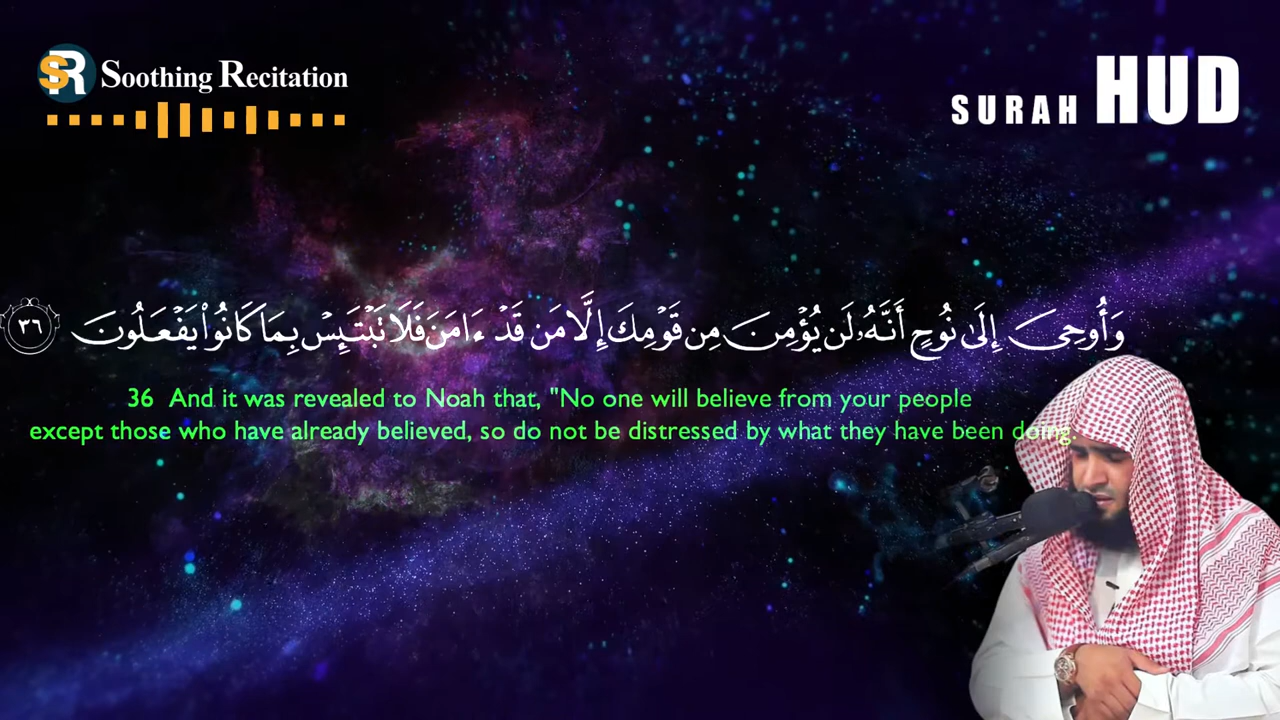 SR Soothing Recitation
SURAH HUD
وَأُوحِىَ إِلَىٰ نُوحٍ أَنَّهُۥ لَن يُؤْمِنَ مِن قَوْمِكَ إِلَّا مَن قَدْ ءَامَنَ فَلَا تَبْتَئِسْ بِمَا كَانُوا۟ يَفْعَلُونَ ٣٦
36 And it was revealed to Noah that, "No one will believe from your people
except those who have already believed, so do not be distressed by what they have been doing.